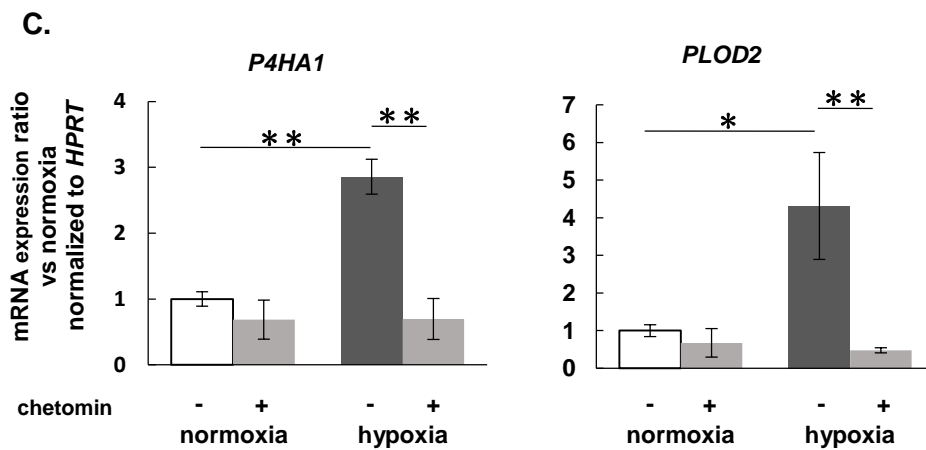 C.
P4HA1
mRNA expression ratio
vs normoxia
normalized to HPRT
4
3
2
1
0
**
**
PLOD2
7
6
5
4
3
2
1
0
*
**
chetomin - + - + - + - +
normoxia hypoxia normoxia hypoxia